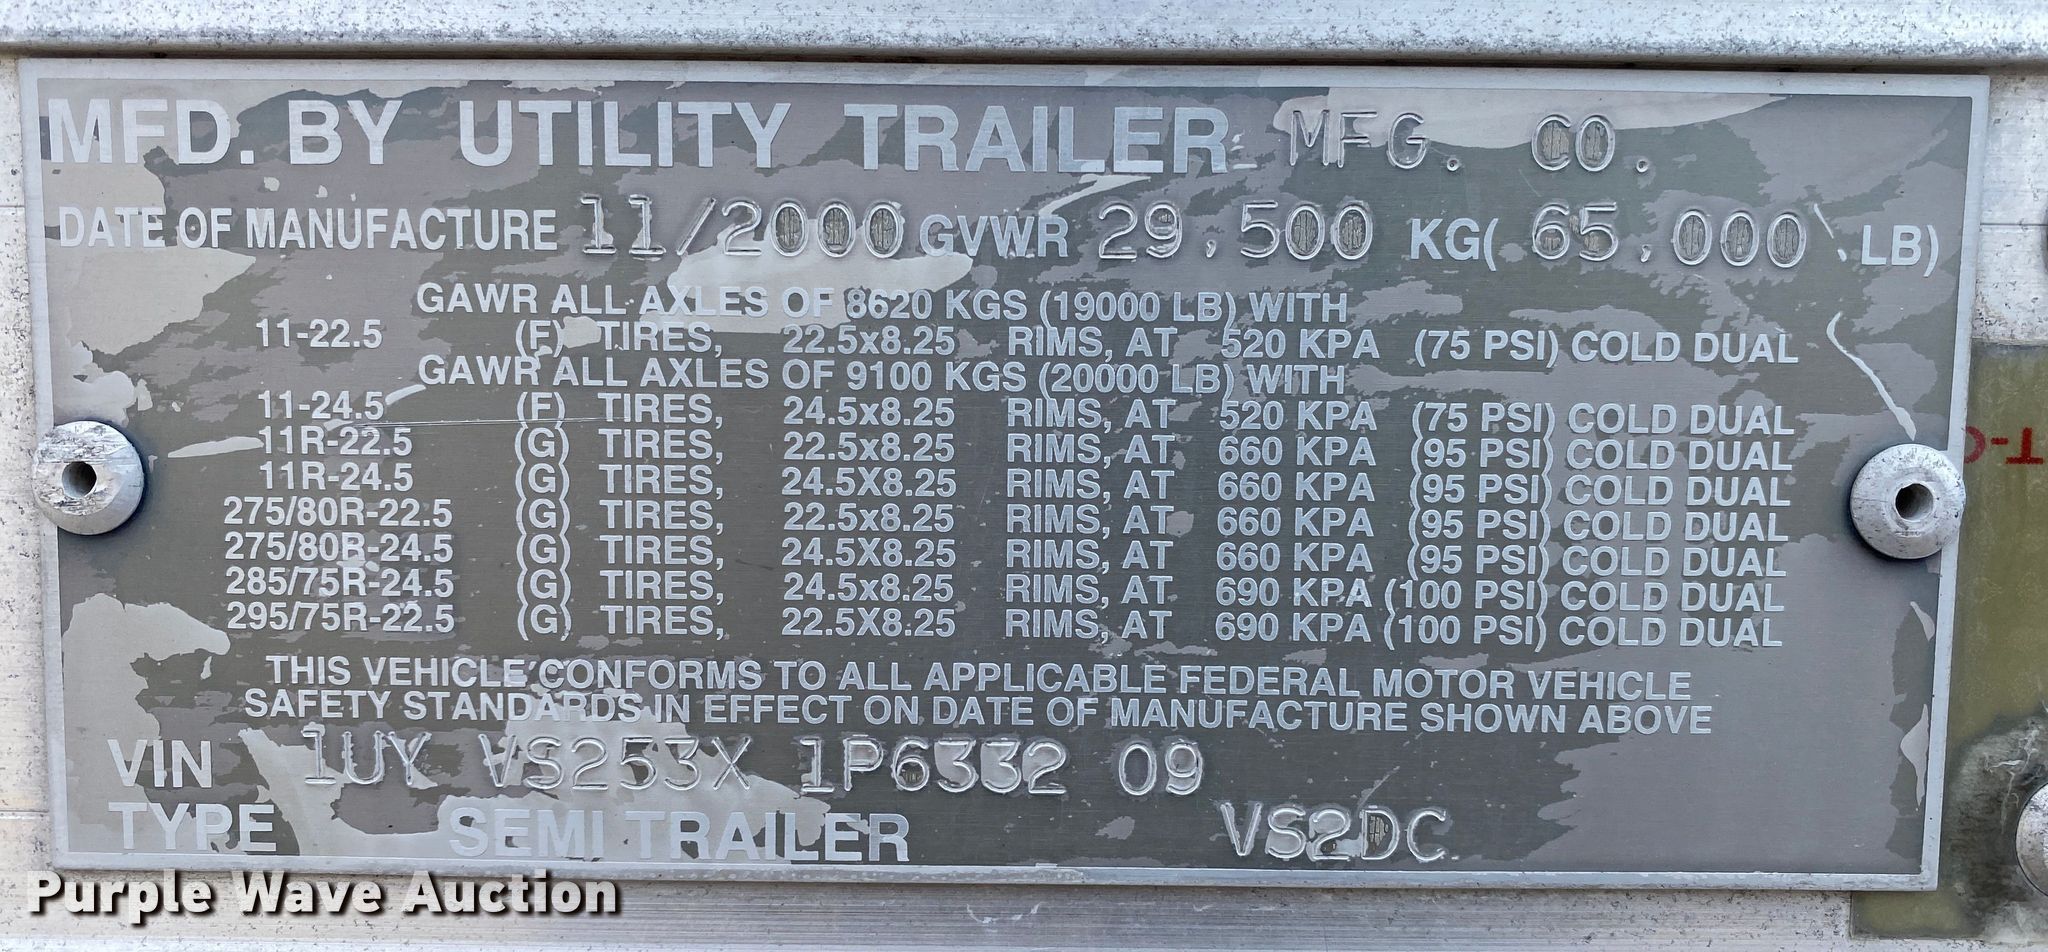 MFD. BY UTILITY TRAILER MFG. CO.
DATE OF MANUFACTURE 11/2000 GVWR 29,500 KG( 65,000 LB)
GAWR ALL AXLES OF 8620 KGS (19000 LB) WITH
11-22.5 (F) TIRES, 22.5x8.25 RIMS, AT 520 KPA (75 PSI) COLD DUAL
GAWR ALL AXLES OF 9100 KGS (20000 LB) WITH
11-24.5 (F) TIRES, 24.5x8.25 RIMS, AT 520 KPA (75 PSI) COLD DUAL
11R-22.5 (G) TIRES, 22.5x8.25 RIMS, AT 660 KPA (95 PSI) COLD DUAL
11R-24.5 (G) TIRES, 24.5X8.25 RIMS, AT 660 KPA (95 PSI) COLD DUAL
275/80R-22.5 (G) TIRES, 22.5x8.25 RIMS, AT 660 KPA (95 PSI) COLD DUAL
275/80R-24.5 (G) TIRES, 24.5X8.25 RIMS, AT 660 KPA (95 PSI) COLD DUAL
285/75R-24.5 (G) TIRES, 24.5x8.25 RIMS, AT 690 KPA (100 PSI) COLD DUAL
295/75R-22.5 (G) TIRES, 22.5X8.25 RIMS, AT 690 KPA (100 PSI) COLD DUAL
THIS VEHICLE CONFORMS TO ALL APPLICABLE FEDERAL MOTOR VEHICLE
SAFETY STANDARDS IN EFFECT ON DATE OF MANUFACTURE SHOWN ABOVE
VIN 1UY VS253X 1P6332 09
TYPE SEMI TRAILER VS2DC
Purple Wave Auction